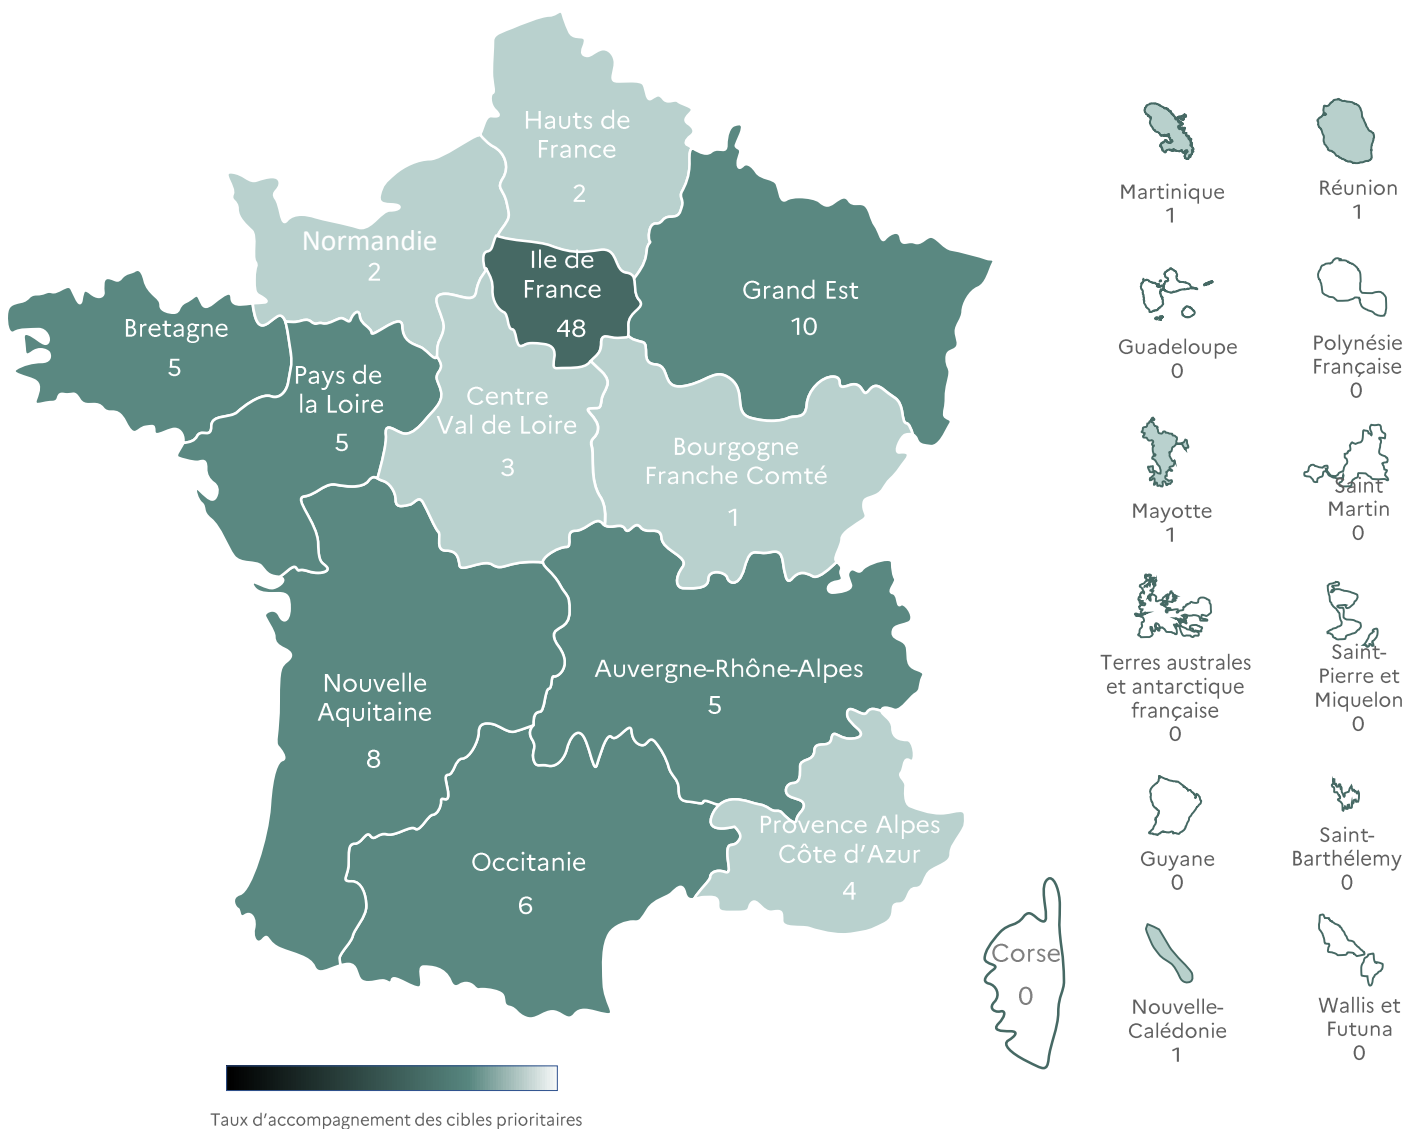 Hauts de
France
2
Normandie
2
Ile de
France
48
Grand Est
10
Bretagne
5
Pays de
la Loire
5
Centre
Val de Loire
3
Bourgogne
Franche Comté
1
Nouvelle
Aquitaine
8
Auvergne-Rhône-Alpes
5
Occitanie
6
Provence Alpes
Côte d’Azur
4
Corse
0
Martinique
1
Réunion
1
Guadeloupe
0
Polynésie
Française
0
Mayotte
1
Saint
Martin
0
Terres australes
et antarctique
française
0
Saint-
Pierre et
Miquelon
0
Guyane
0
Saint-
Barthélemy
0
Nouvelle-
Calédonie
1
Wallis et
Futuna
0
Taux d’accompagnement des cibles prioritaires